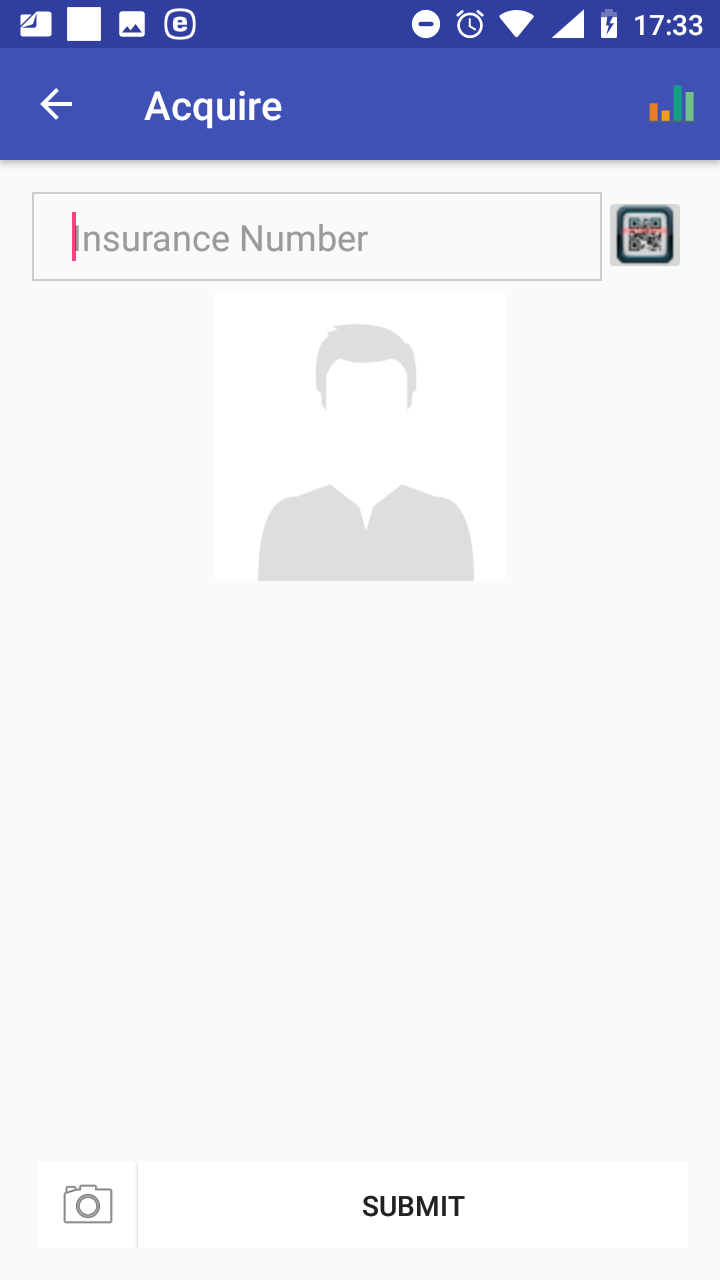 17:33
Acquire
Insurance Number
SUBMIT